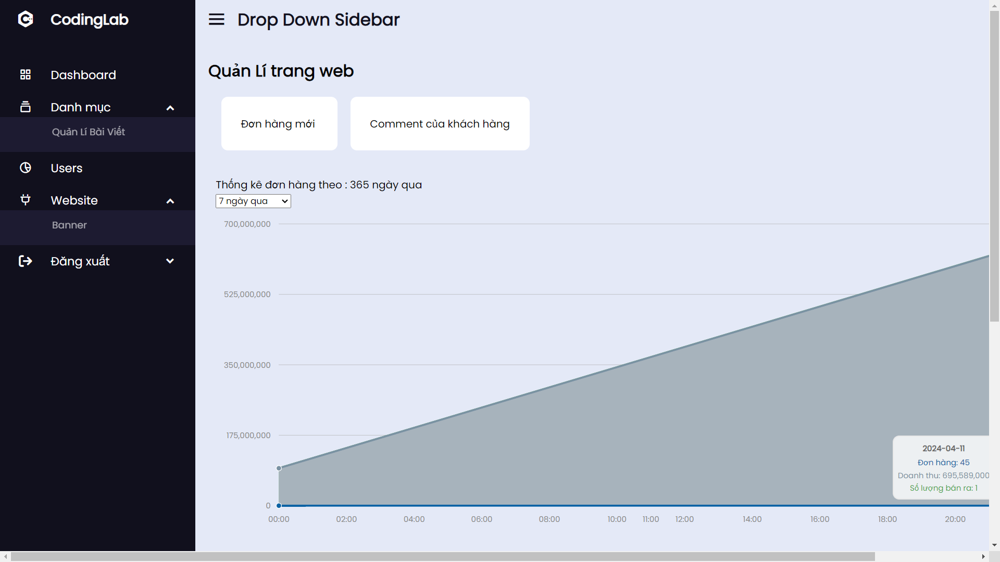 CodingLab
Dashboard
Danh mục
Quản Lí Bài Viết
Users
Website
Banner
Đăng xuất
Drop Down Sidebar
Quản Lí trang web
Đơn hàng mới
Comment của khách hàng
Thống kê đơn hàng theo : 365 ngày qua
7 ngày qua
700,000,000
525,000,000
350,000,000
175,000,000
0
2024-04-11
Đơn hàng: 45
Doanh thu: 695,589,000
Số lượng bán ra: 1
00:00 02:00 04:00 06:00 08:00 10:00 11:00 12:00 14:00 16:00 18:00 20:00